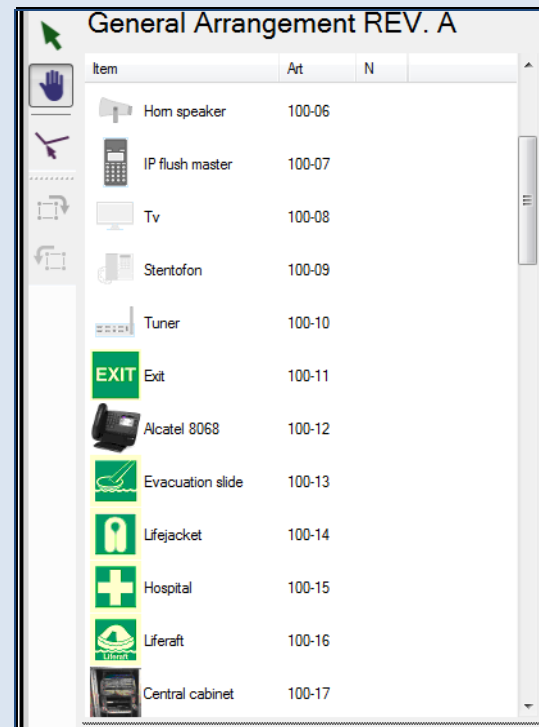 General Arrangement REV. A
Item Art N
Horn speaker 100-06
IP flush master 100-07
Tv 100-08
Stentofon 100-09
Tuner 100-10
EXIT Exit 100-11
Alcatel 8068 100-12
Evacuation slide 100-13
Lifejacket 100-14
Hospital 100-15
Liferaft 100-16
Liferaft
Central cabinet 100-17